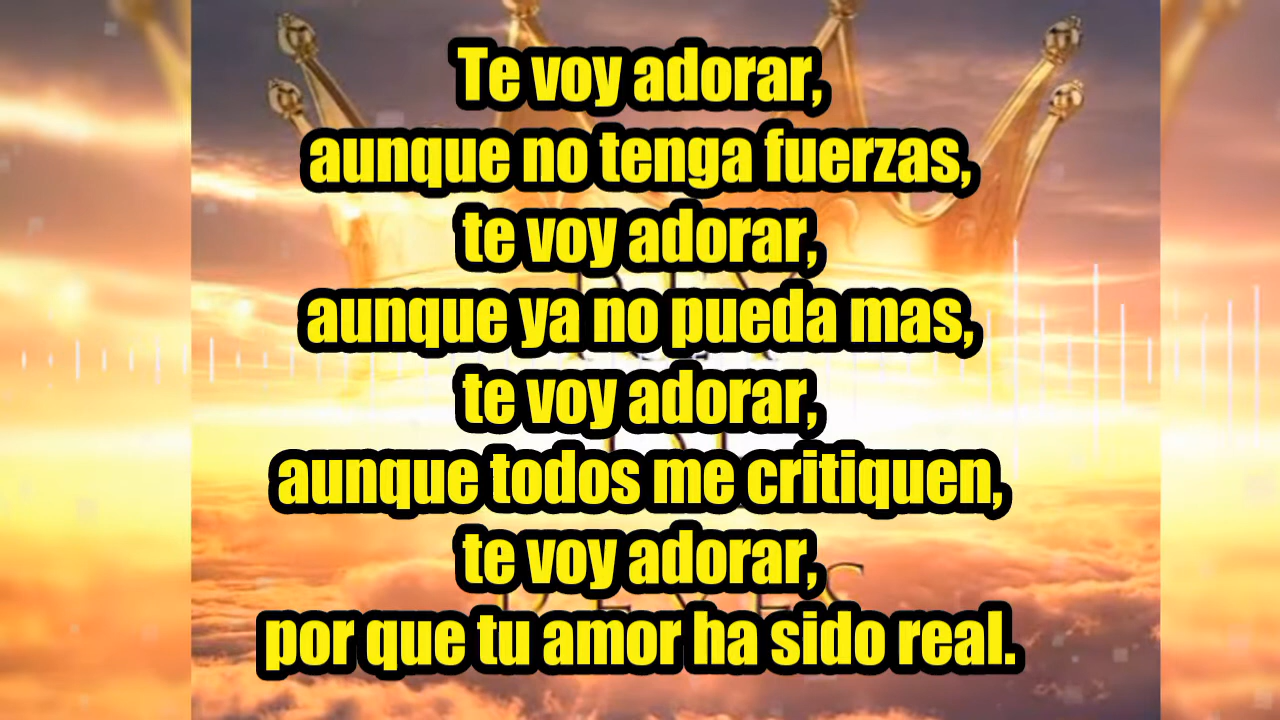 Te voy adorar,
aunque no tenga fuerzas,
te voy adorar,
aunque ya no pueda mas,
te voy adorar,
aunque todos me critiquen,
te voy adorar,
por que tu amor ha sido real.